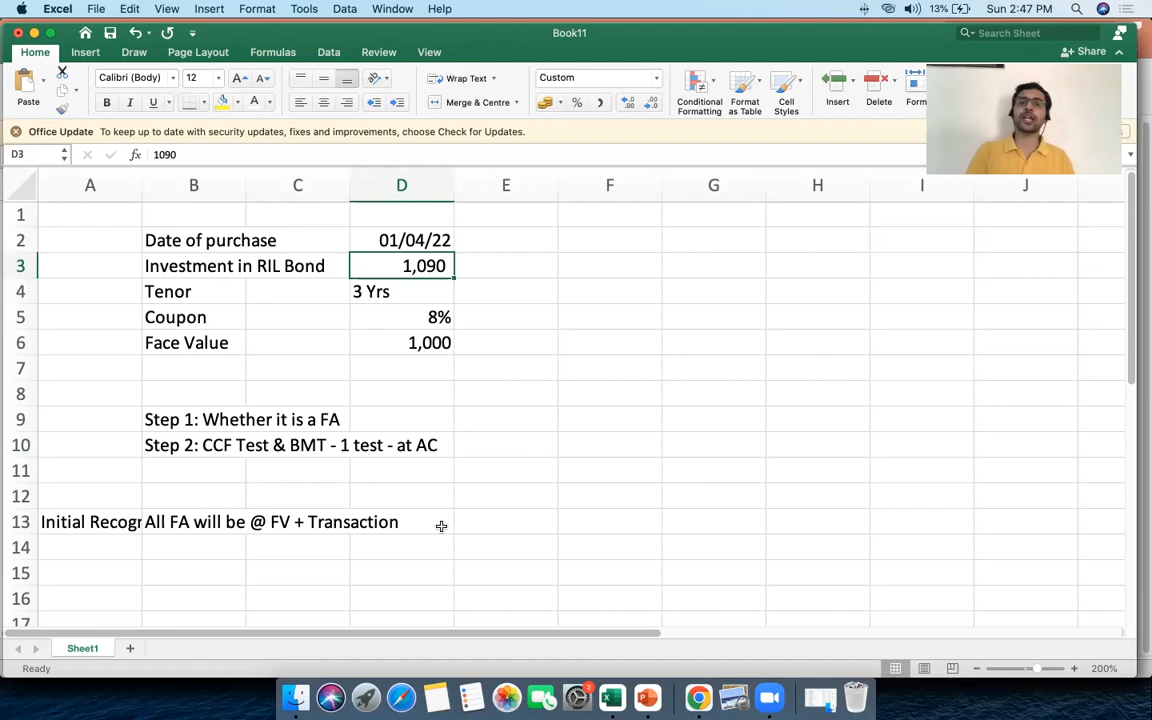 Excel File Edit View Insert Format Tools Data Window Help 13% Sun 2:47 PM
Book11 Search Sheet
Home Insert Draw Page Layout Formulas Data Review View Share
Paste Calibri (Body) 12 A A Wrap Text Custom Conditional Formatting Format as Table Cell Styles Insert Delete Form
B I U A Merge & Centre %
Office Update To keep up to date with security updates, fixes and improvements, choose Check for Updates.
D3 fx 1090
A B C D E F G H I J
1
2 Date of purchase 01/04/22
3 Investment in RIL Bond 1,090
4 Tenor 3 Yrs
5 Coupon 8%
6 Face Value 1,000
7
8
9 Step 1: Whether it is a FA
10 Step 2: CCF Test & BMT - 1 test - at AC
11
12
13 Initial Recogr All FA will be @ FV + Transaction
14
15
16
17
Sheet1
Ready 200%
2